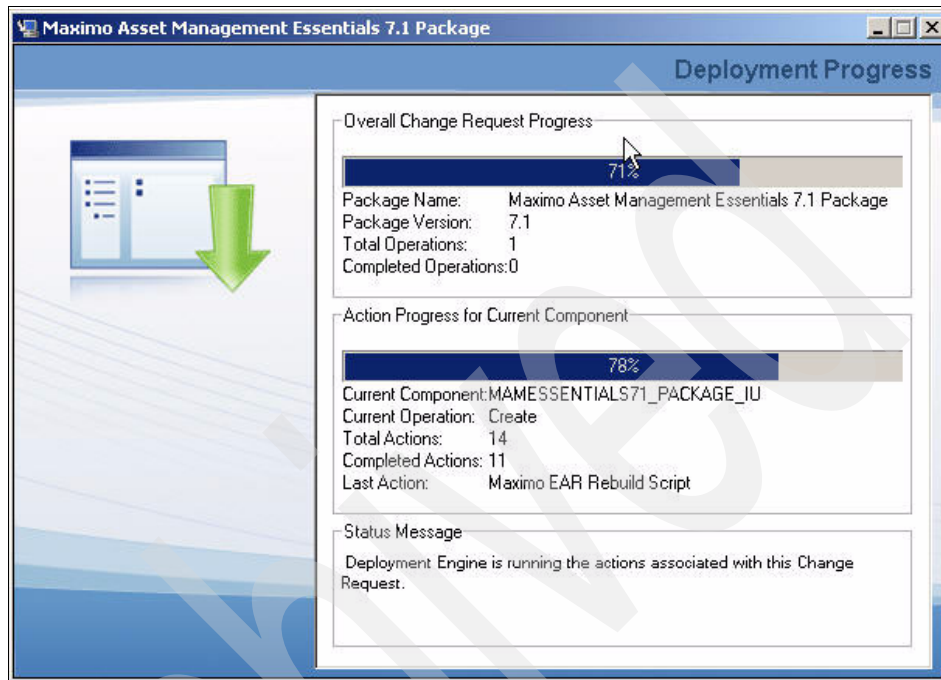 Maximo Asset Management Essentials 7.1 Package
Deployment Progress
Overall Change Request Progress
71%
Package Name: Maximo Asset Management Essentials 7.1 Package
Package Version: 7.1
Total Operations: 1
Completed Operations:0
Action Progress for Current Component
78%
Current Component:MAMESSENTIALS71_PACKAGE_IU
Current Operation: Create
Total Actions: 14
Completed Actions: 11
Last Action: Maximo EAR Rebuild Script
Status Message
Deployment Engine is running the actions associated with this Change
Request.